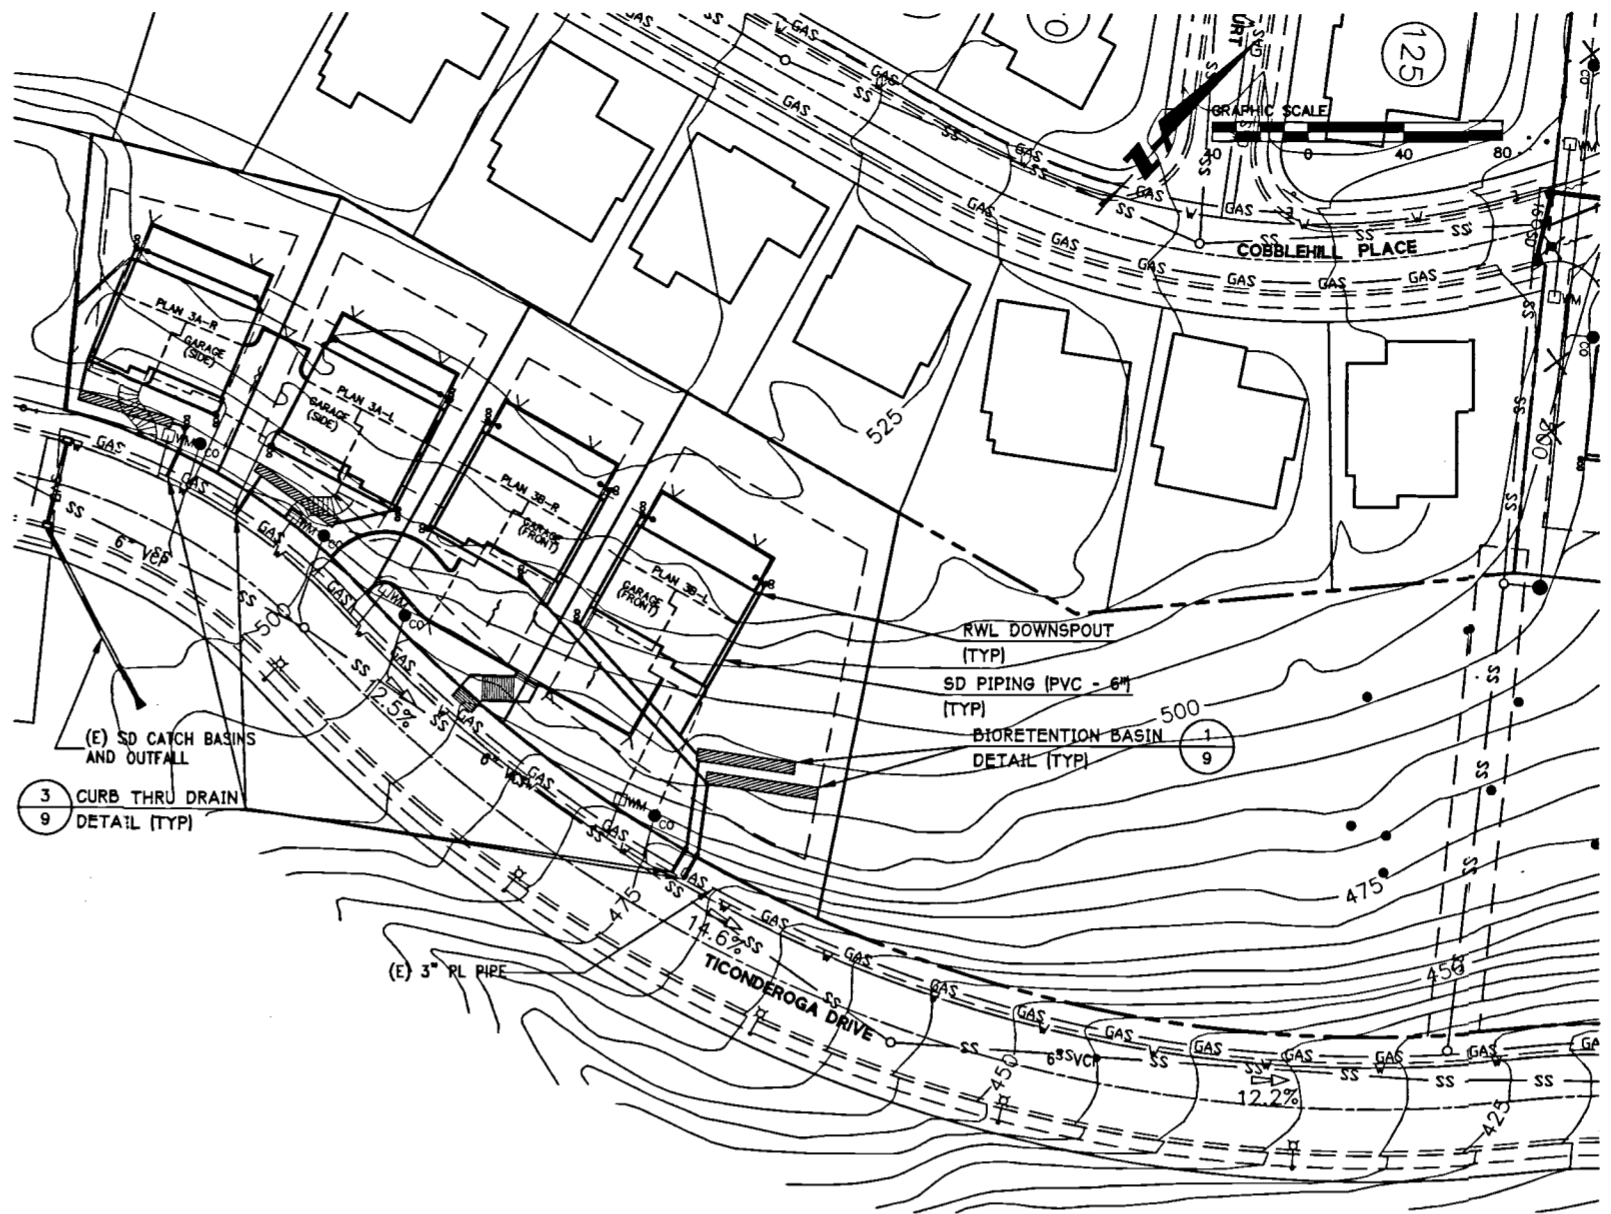 125
GRAPHIC SCALE
40 0 40 80
COBBLEHILL PLACE
PLAN 3A-R
GARAGE
(SIDE)
PLAN 3A-L
GARAGE
(SIDE)
PLAN 3B-R
GARAGE
(FRONT)
PLAN 3B-L
GARAGE
(FRONT)
525
500
6" VCP
RWL DOWNSPOUT
(TYP)
SD PIPING (PVC - 6")
(TYP)
500
BIORETENTION BASIN
DETAIL (TYP)
1
9
(E) SD CATCH BASINS
AND OUTFALL
3
9
CURB THRU DRAIN
DETAIL (TYP)
12.5%
475
475
14.6%
(E) 3" PL PIPE
TICONDEROGA DRIVE
450
450
12.2%
425
GAS
SS
W
WM
CO